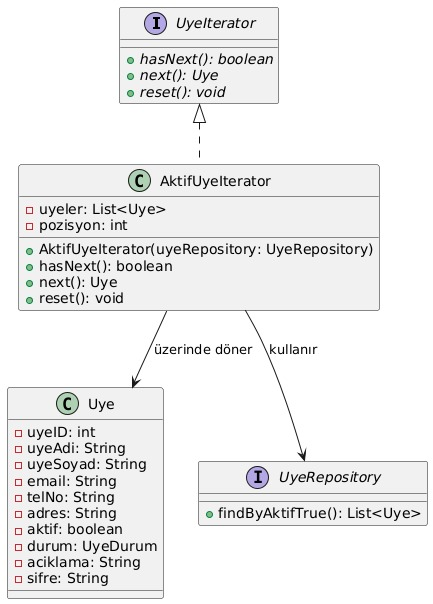 I UyeIterator
hasNext(): boolean
next(): Uye
reset(): void
C AktifUyeIterator
uyeler: List<Uye>
pozisyon: int
AktifUyeIterator(uyeRepository: UyeRepository)
hasNext(): boolean
next(): Uye
reset(): void
üzerinde döner
kullanır
C Uye
uyeID: int
uyeAdi: String
uyeSoyad: String
email: String
telNo: String
adres: String
aktif: boolean
durum: UyeDurum
aciklama: String
sifre: String
I UyeRepository
findByAktifTrue(): List<Uye>